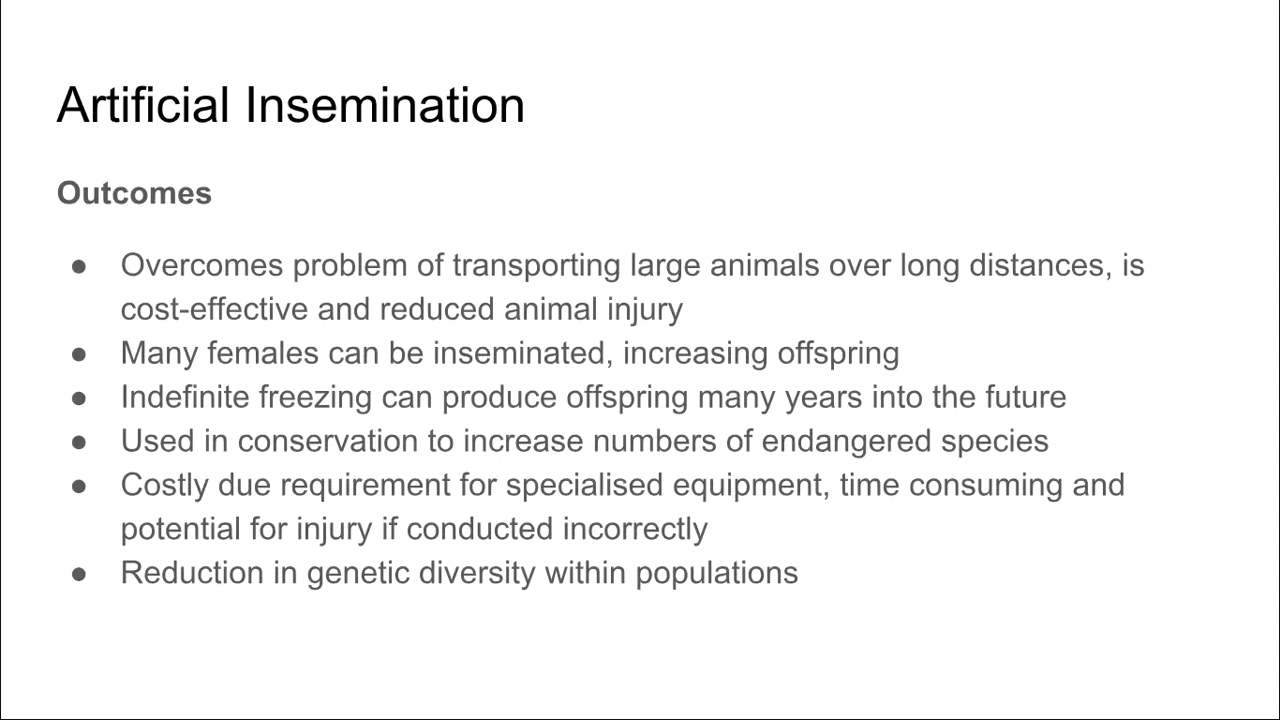 Artificial Insemination
Outcomes
● Overcomes problem of transporting large animals over long distances, is
cost-effective and reduced animal injury
● Many females can be inseminated, increasing offspring
● Indefinite freezing can produce offspring many years into the future
● Used in conservation to increase numbers of endangered species
● Costly due requirement for specialised equipment, time consuming and
potential for injury if conducted incorrectly
● Reduction in genetic diversity within populations